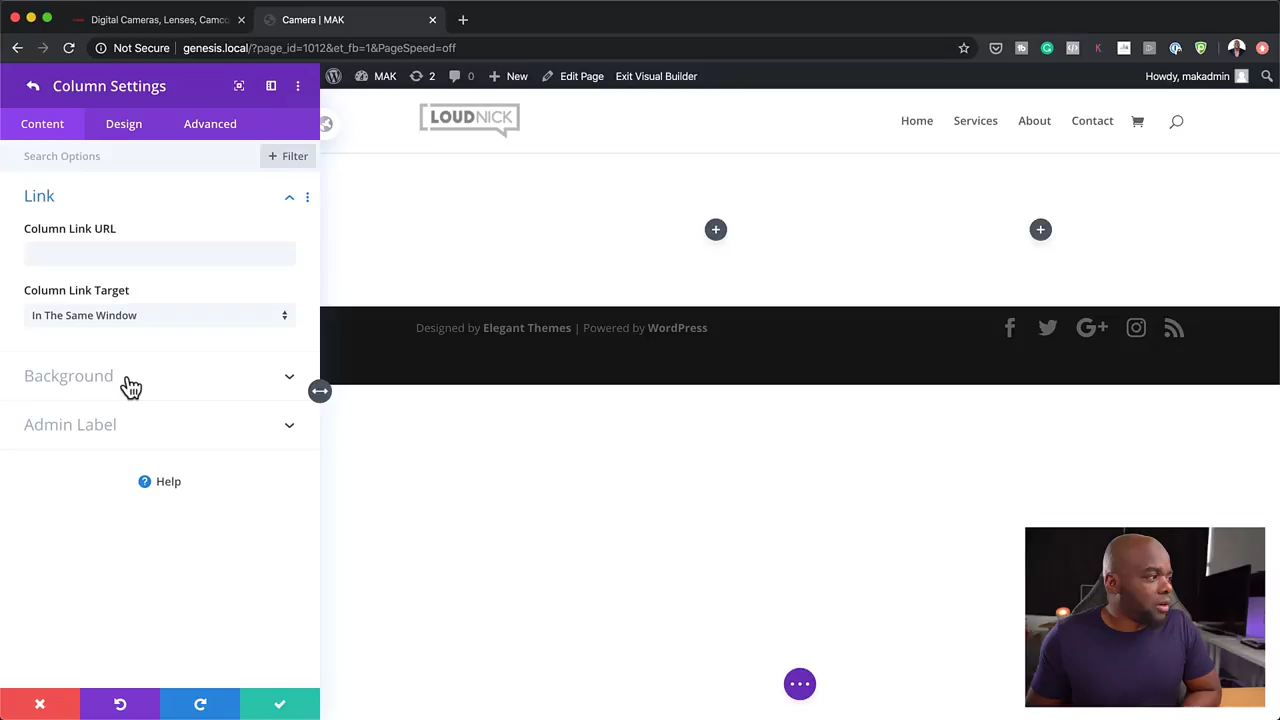 Digital Cameras, Lenses, Camco
Camera | MAK
Not Secure genesis.local/?page_id=1012&et_fb=1&PageSpeed=off
MAK 2 0 New Edit Page Exit Visual Builder Howdy, makadmin
Column Settings
Content Design Advanced
Search Options + Filter
LOUDNICK
Home Services About Contact
Link
Column Link URL
Column Link Target
In The Same Window
Background
Admin Label
Help
Designed by Elegant Themes | Powered by WordPress